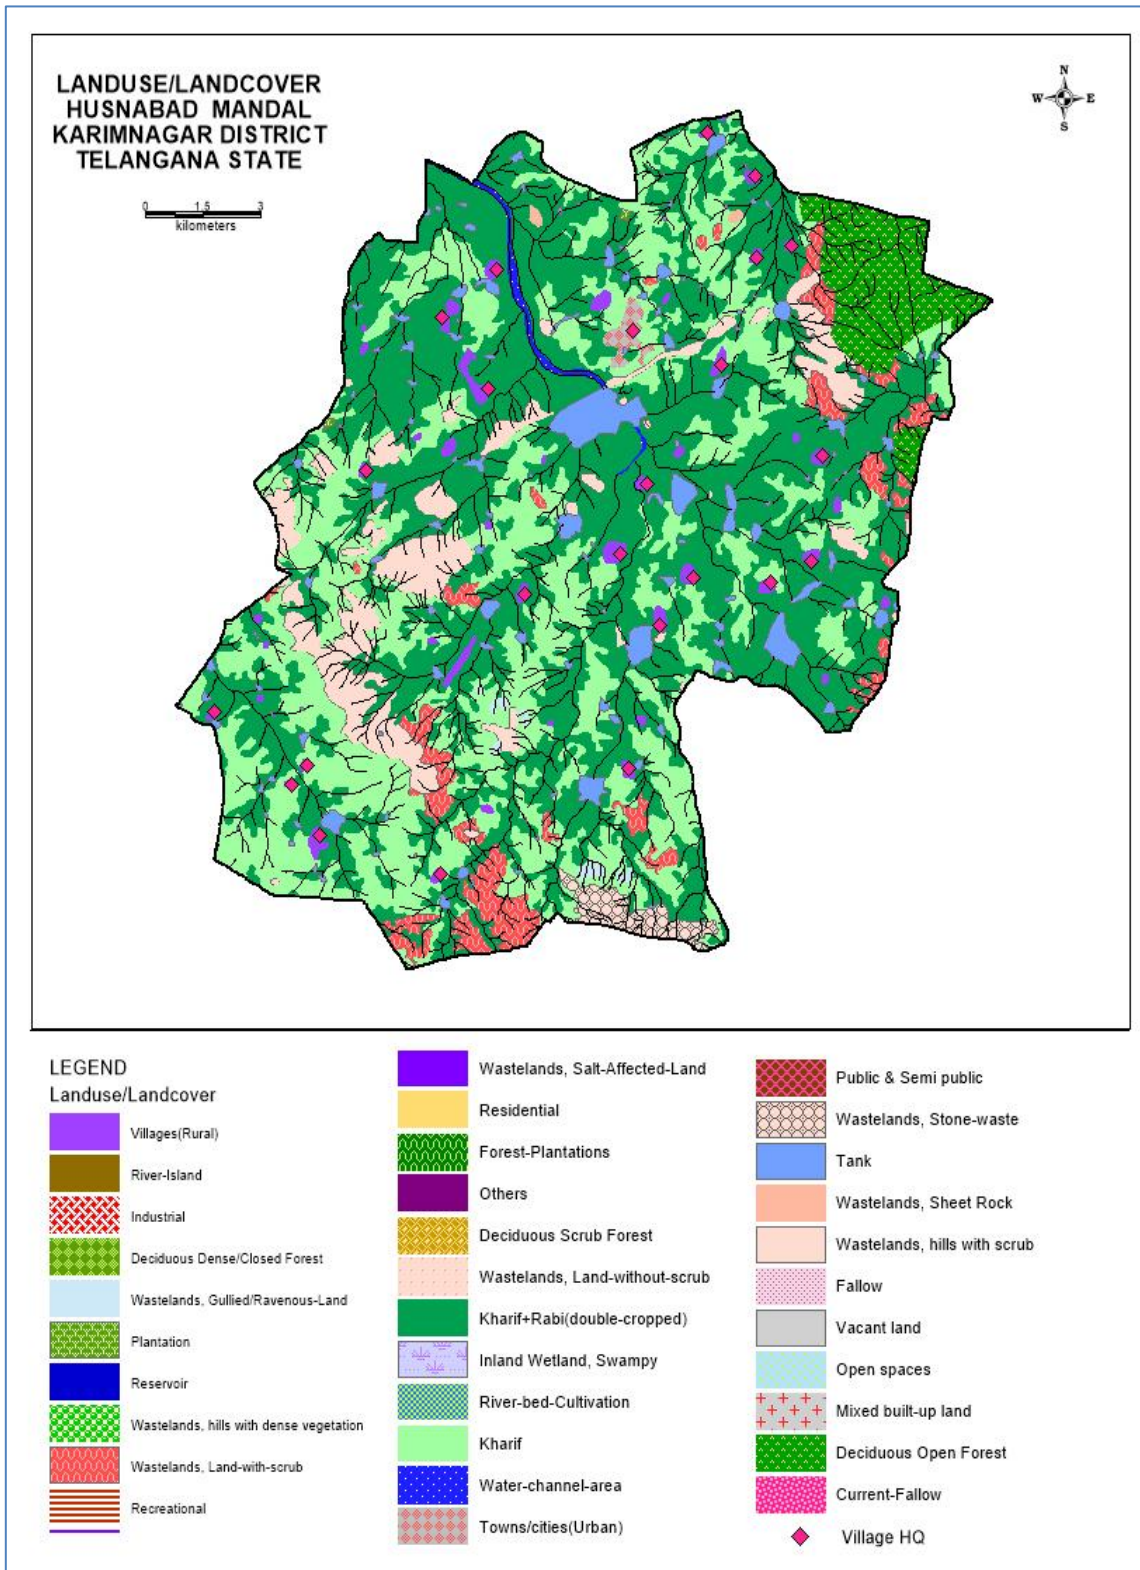 LANDUSE/LANDCOVER
HUSNABAD MANDAL
KARIMNAGAR DISTRICT
TELANGANA STATE
0 1.5 3
kilometers
N
W E
S
LEGEND
Landuse/Landcover
Villages(Rural)
River-Island
Industrial
Deciduous Dense/Closed Forest
Wastelands, Gullied/Ravenous-Land
Plantation
Reservoir
Wastelands, hills with dense vegetation
Wastelands, Land-with-scrub
Recreational
Wastelands, Salt-Affected-Land
Residential
Forest-Plantations
Others
Deciduous Scrub Forest
Wastelands, Land-without-scrub
Kharif+Rabi(double-cropped)
Inland Wetland, Swampy
River-bed-Cultivation
Kharif
Water-channel-area
Towns/cities(Urban)
Public & Semi public
Wastelands, Stone-waste
Tank
Wastelands, Sheet Rock
Wastelands, hills with scrub
Fallow
Vacant land
Open spaces
Mixed built-up land
Deciduous Open Forest
Current-Fallow
Village HQ